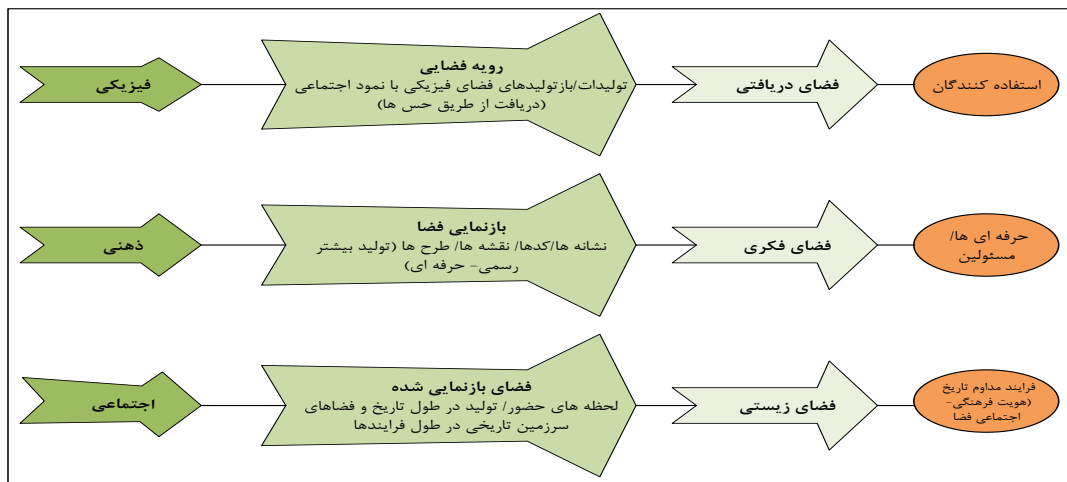 فیزیکی
رویه فضایی
تولیدات/بازتولیدهای فضای فیزیکی با نمود اجتماعی
(دریافت از طریق حس ها)
فضای دریافتی
استفاده کنندگان
ذهنی
بازنمایی فضا
نشانه ها/کدها/ نقشه ها/ طرح ها (تولید بیشتر
رسمی- حرفه ای)
فضای فکری
حرفه ای ها/
مسئولین
اجتماعی
فضای بازنمایی شده
لحظه های حضور/ تولید در طول تاریخ و فضاهای
سرزمین تاریخی در طول فرایندها
فضای زیستی
فرایند مداوم تاریخ
(هویت فرهنگی-
اجتماعی فضا